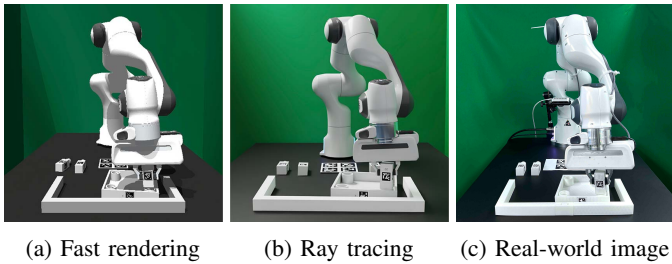 (a) Fast rendering
(b) Ray tracing
(c) Real-world image